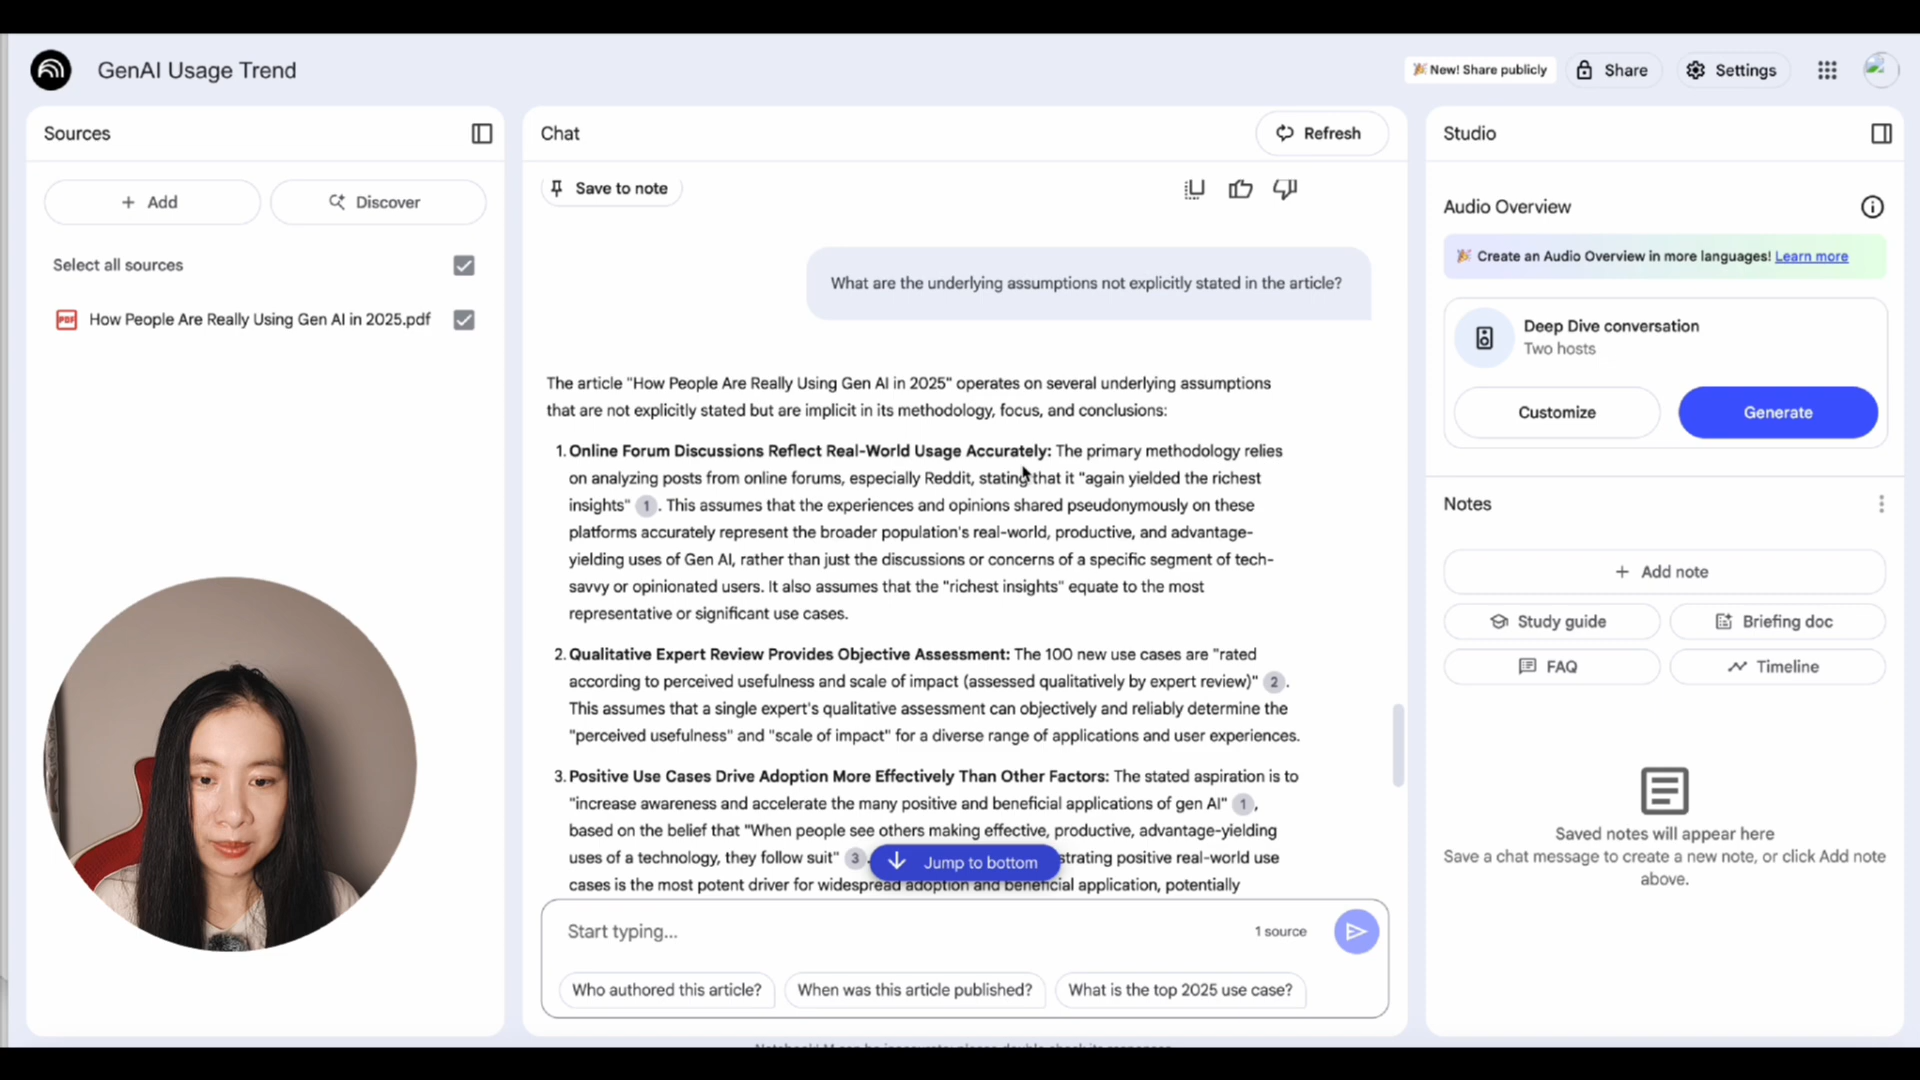 GenAI Usage Trend
🎉 New! Share publicly
Share
Settings
Sources
Add
Discover
Select all sources
PDF
How People Are Really Using Gen AI in 2025.pdf
Chat
Refresh
Save to note
What are the underlying assumptions not explicitly stated in the article?
The article "How People Are Really Using Gen AI in 2025" operates on several underlying assumptions
that are not explicitly stated but are implicit in its methodology, focus, and conclusions:
1. Online Forum Discussions Reflect Real-World Usage Accurately: The primary methodology relies
on analyzing posts from online forums, especially Reddit, stating that it "again yielded the richest
insights" 1 . This assumes that the experiences and opinions shared pseudonymously on these
platforms accurately represent the broader population's real-world, productive, and advantage-
yielding uses of Gen AI, rather than just the discussions or concerns of a specific segment of tech-
savvy or opinionated users. It also assumes that the "richest insights" equate to the most
representative or significant use cases.
2. Qualitative Expert Review Provides Objective Assessment: The 100 new use cases are "rated
according to perceived usefulness and scale of impact (assessed qualitatively by expert review)" 2 .
This assumes that a single expert's qualitative assessment can objectively and reliably determine the
"perceived usefulness" and "scale of impact" for a diverse range of applications and user experiences.
3. Positive Use Cases Drive Adoption More Effectively Than Other Factors: The stated aspiration is to
"increase awareness and accelerate the many positive and beneficial applications of gen AI" 1 ,
based on the belief that "When people see others making effective, productive, advantage-yielding
uses of a technology, they follow suit" 3 . strating positive real-world use
cases is the most potent driver for widespread adoption and beneficial application, potentially
Jump to bottom
Start typing...
1 source
Who authored this article?
When was this article published?
What is the top 2025 use case?
NotebookLM can be inaccurate; please double check its responses.
Studio
Audio Overview
🎉 Create an Audio Overview in more languages! Learn more
Deep Dive conversation
Two hosts
Customize
Generate
Notes
Add note
Study guide
Briefing doc
FAQ
Timeline
Saved notes will appear here
Save a chat message to create a new note, or click Add note
above.